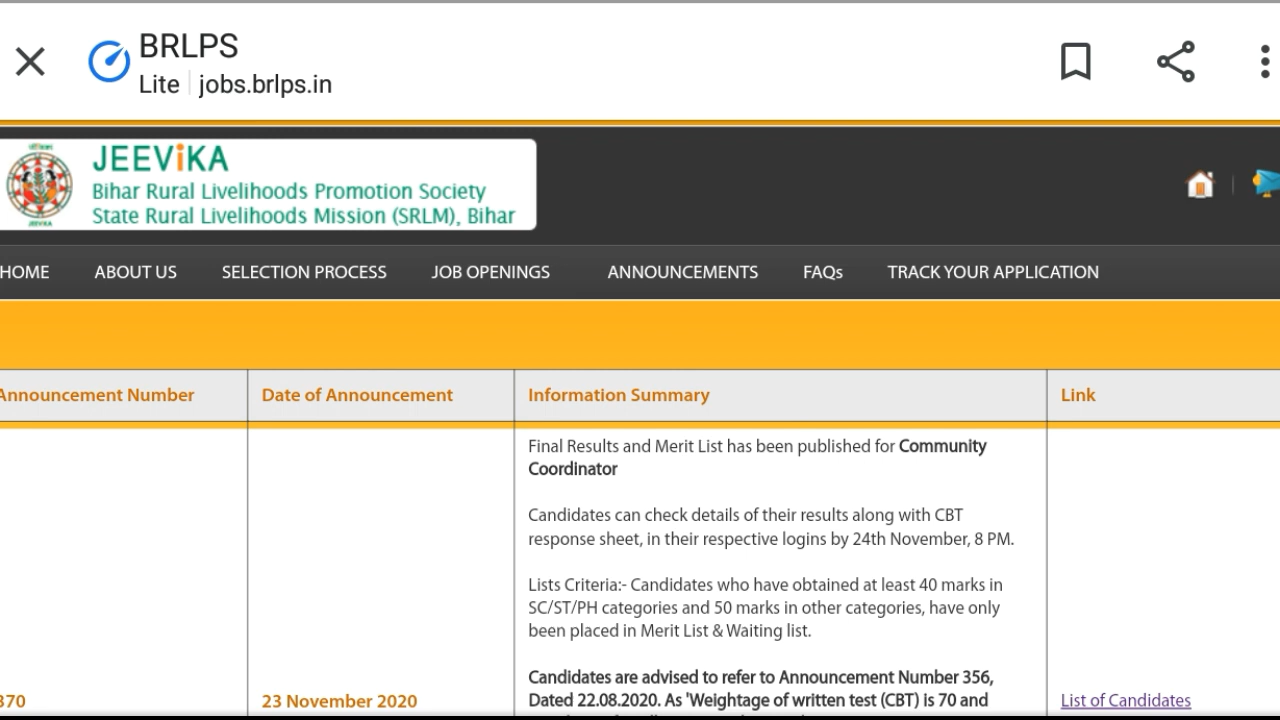 BRLPS
Lite jobs.brlps.in
JEEViKA
Bihar Rural Livelihoods Promotion Society
State Rural Livelihoods Mission (SRLM), Bihar
HOME ABOUT US SELECTION PROCESS JOB OPENINGS ANNOUNCEMENTS FAQs TRACK YOUR APPLICATION
Announcement Number Date of Announcement Information Summary Link
Final Results and Merit List has been published for Community
Coordinator
Candidates can check details of their results along with CBT
response sheet, in their respective logins by 24th November, 8 PM.
Lists Criteria:- Candidates who have obtained at least 40 marks in
SC/ST/PH categories and 50 marks in other categories, have only
been placed in Merit List & Waiting list.
Candidates are advised to refer to Announcement Number 356,
370 23 November 2020 Dated 22.08.2020. As 'Weightage of written test (CBT) is 70 and List of Candidates